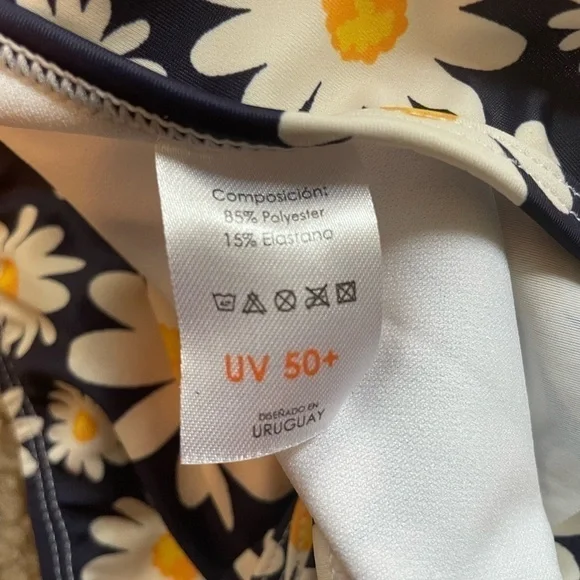 Composición:
85% Polyester
15% Elastano
UV 50+
DISEÑADO EN
URUGUAY